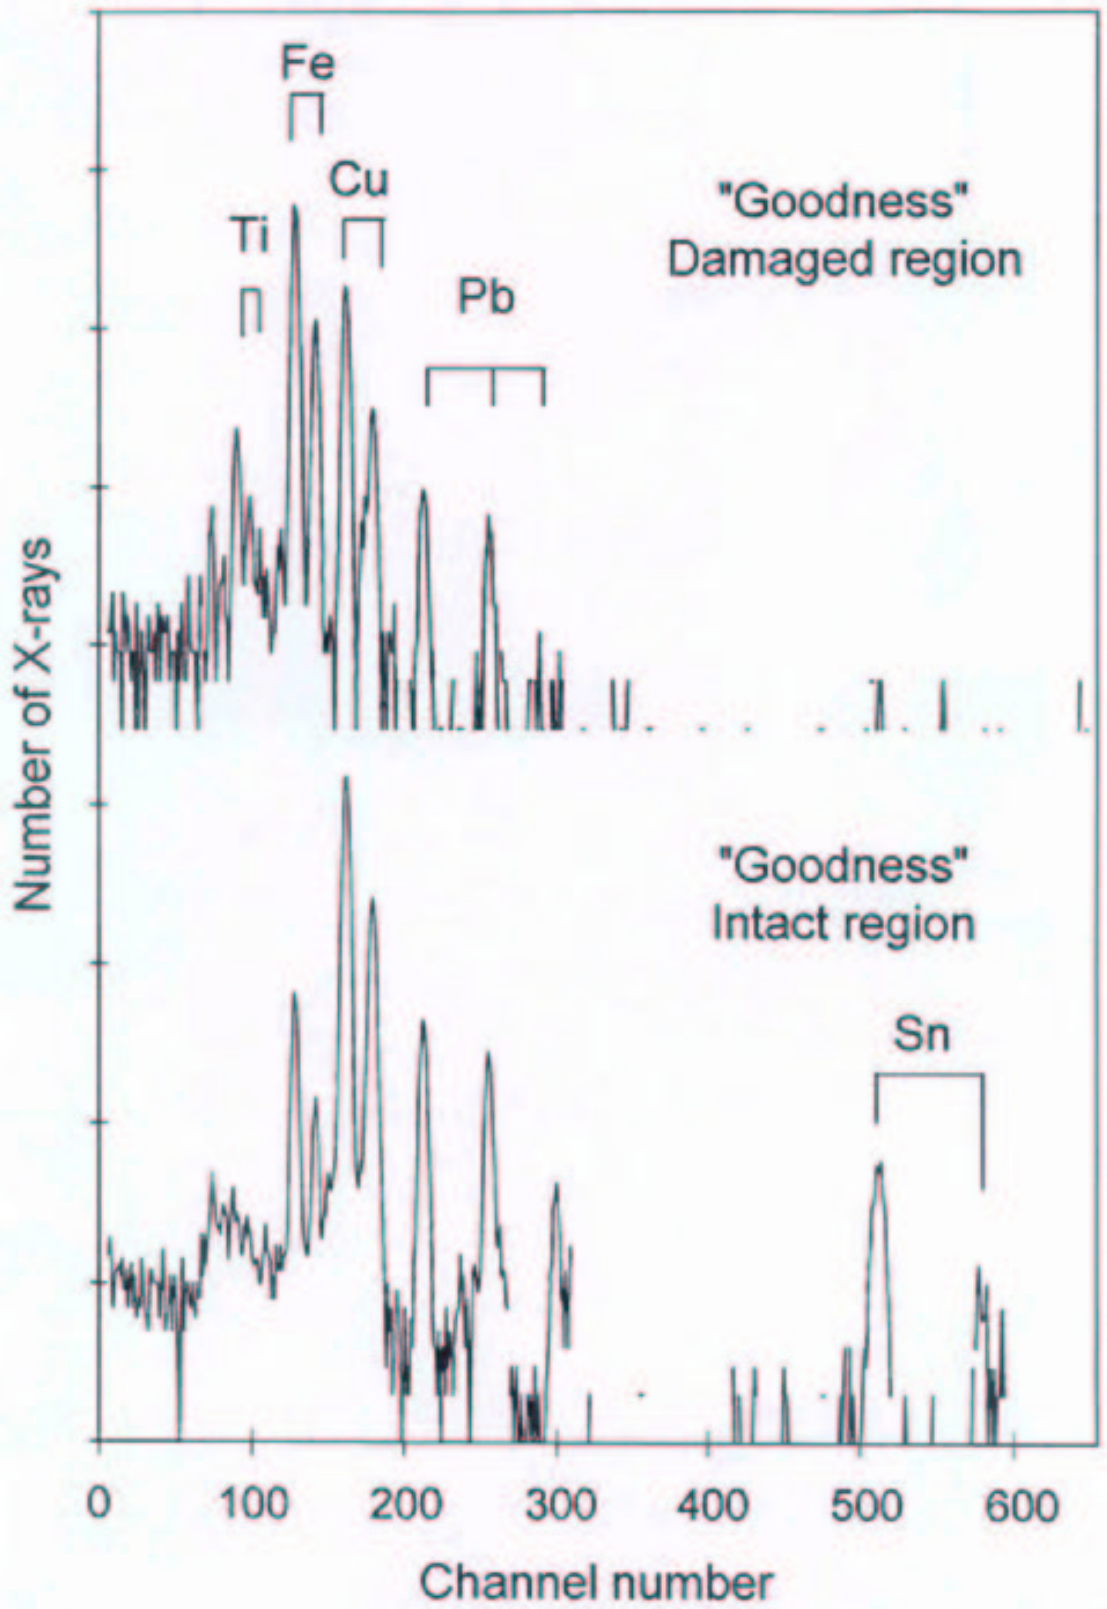 Fe
Cu
Ti
Pb
"Goodness"
Damaged region
Number of X-rays
"Goodness"
Intact region
Sn
0 100 200 300 400 500 600
Channel number